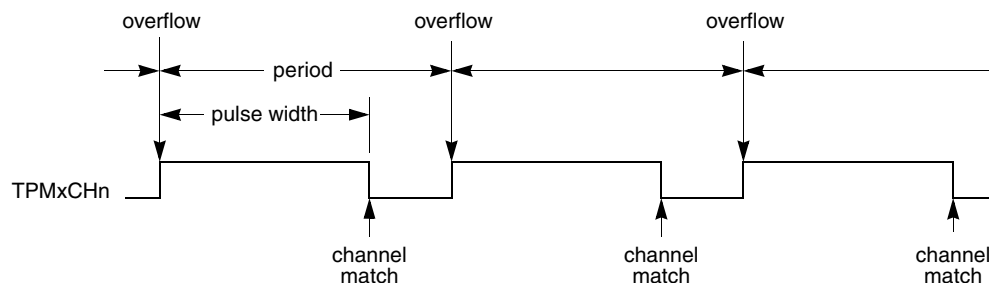 overflow overflow overflow
period
pulse width
TPMxCHn
channel match
channel match
channel match